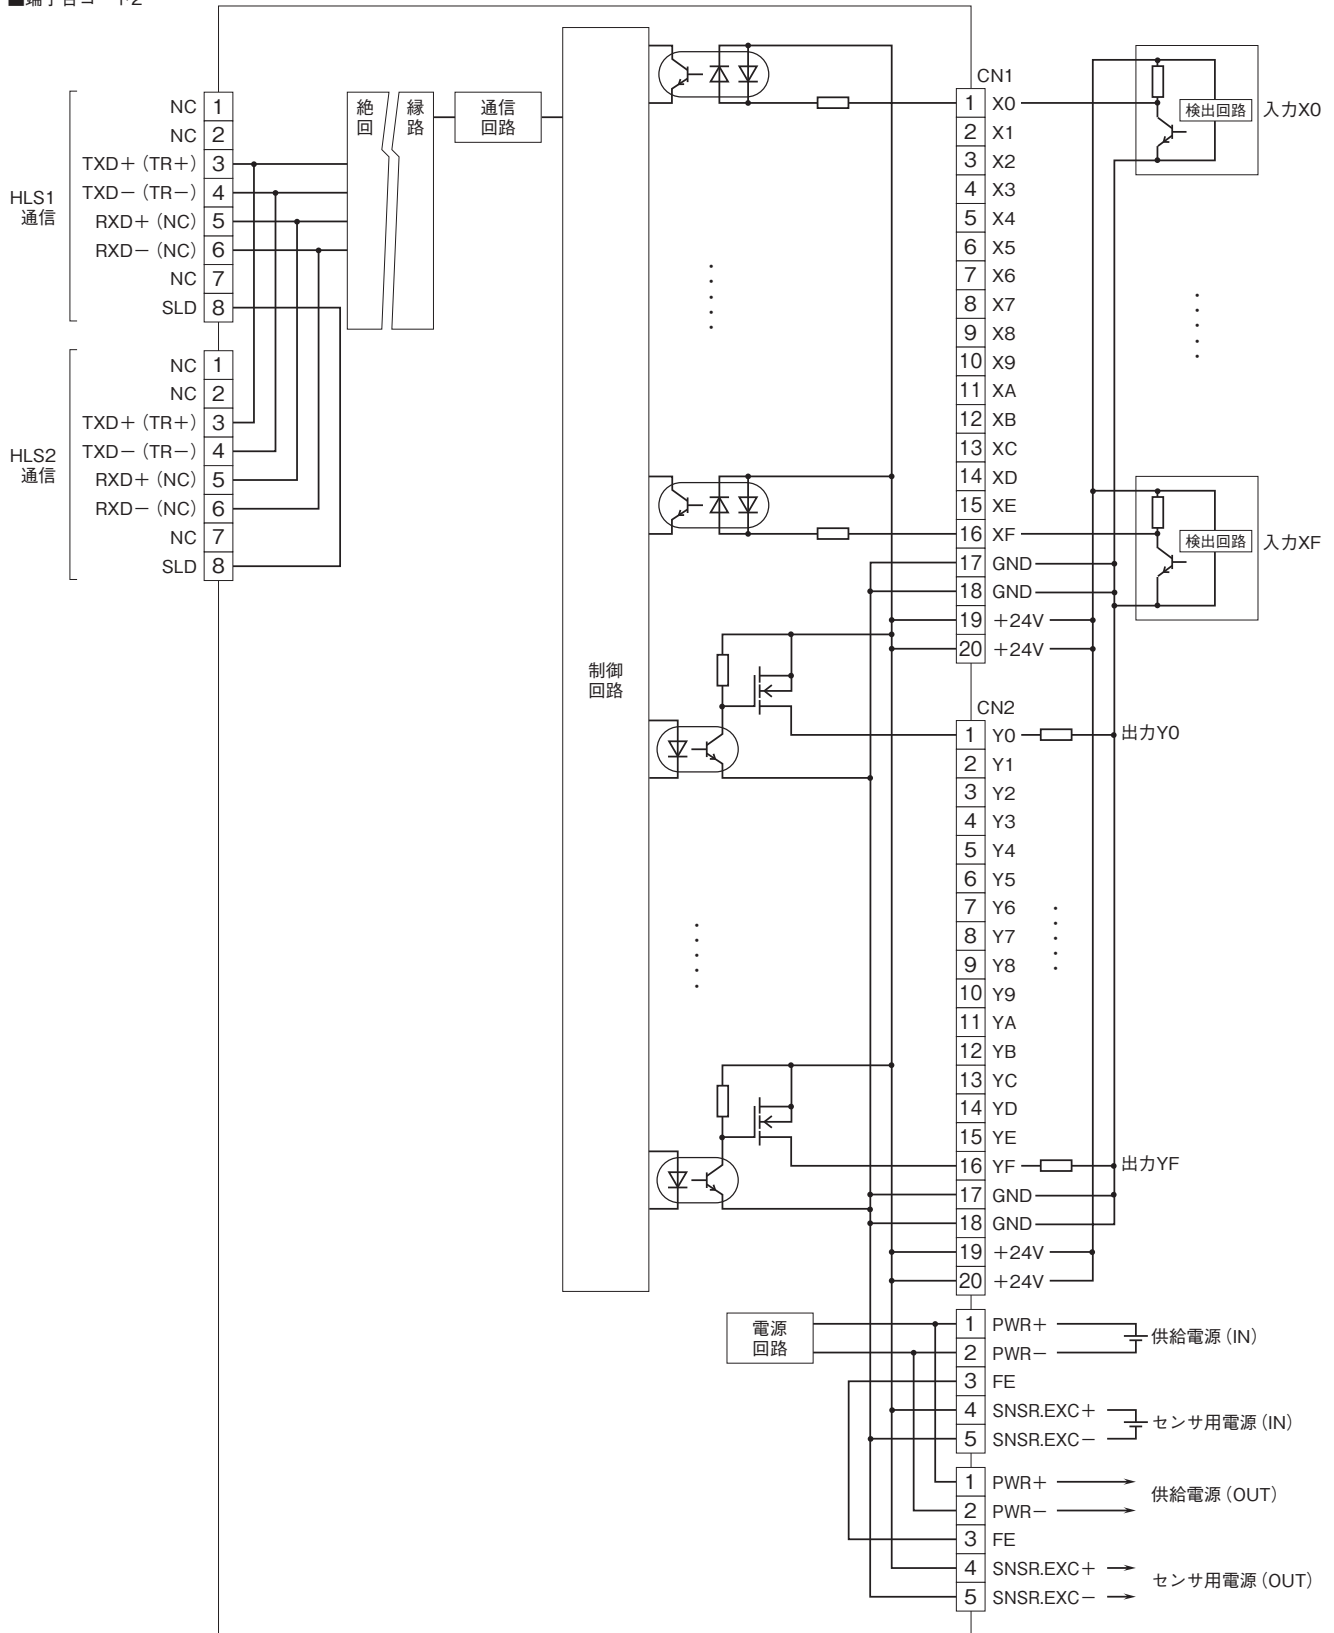 ■端子台コード2
HLS1
通信
NC 1
NC 2
TXD＋（TR＋） 3
TXD－（TR－） 4
RXD＋（NC） 5
RXD－（NC） 6
NC 7
SLD 8
HLS2
通信
NC 1
NC 2
TXD＋（TR＋） 3
TXD－（TR－） 4
RXD＋（NC） 5
RXD－（NC） 6
NC 7
SLD 8
絶縁
回路
通信
回路
制御
回路
CN1
1 X0
2 X1
3 X2
4 X3
5 X4
6 X5
7 X6
8 X7
9 X8
10 X9
11 XA
12 XB
13 XC
14 XD
15 XE
16 XF
17 GND
18 GND
19 ＋24V
20 ＋24V
検出回路
入力X0
検出回路
入力XF
CN2
1 Y0
2 Y1
3 Y2
4 Y3
5 Y4
6 Y5
7 Y6
8 Y7
9 Y8
10 Y9
11 YA
12 YB
13 YC
14 YD
15 YE
16 YF
17 GND
18 GND
19 ＋24V
20 ＋24V
出力Y0
出力YF
電源
回路
1 PWR＋
2 PWR－
3 FE
4 SNSR.EXC＋
5 SNSR.EXC－
供給電源（IN）
センサ用電源（IN）
1 PWR＋
2 PWR－
3 FE
4 SNSR.EXC＋
5 SNSR.EXC－
供給電源（OUT）
センサ用電源（OUT）